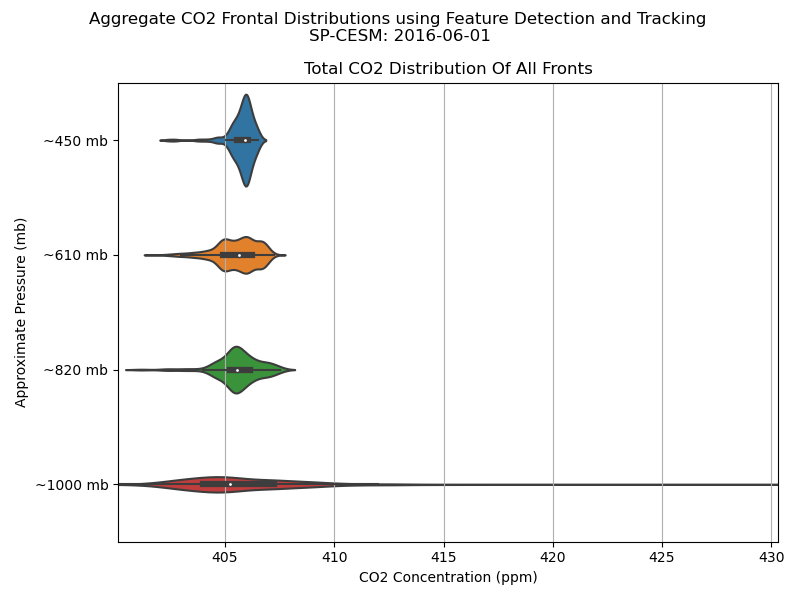 Aggregate CO2 Frontal Distributions using Feature Detection and Tracking
SP-CESM: 2016-06-01
Total CO2 Distribution Of All Fronts
Approximate Pressure (mb)
~450 mb
~610 mb
~820 mb
~1000 mb
405 410 415 420 425 430
CO2 Concentration (ppm)